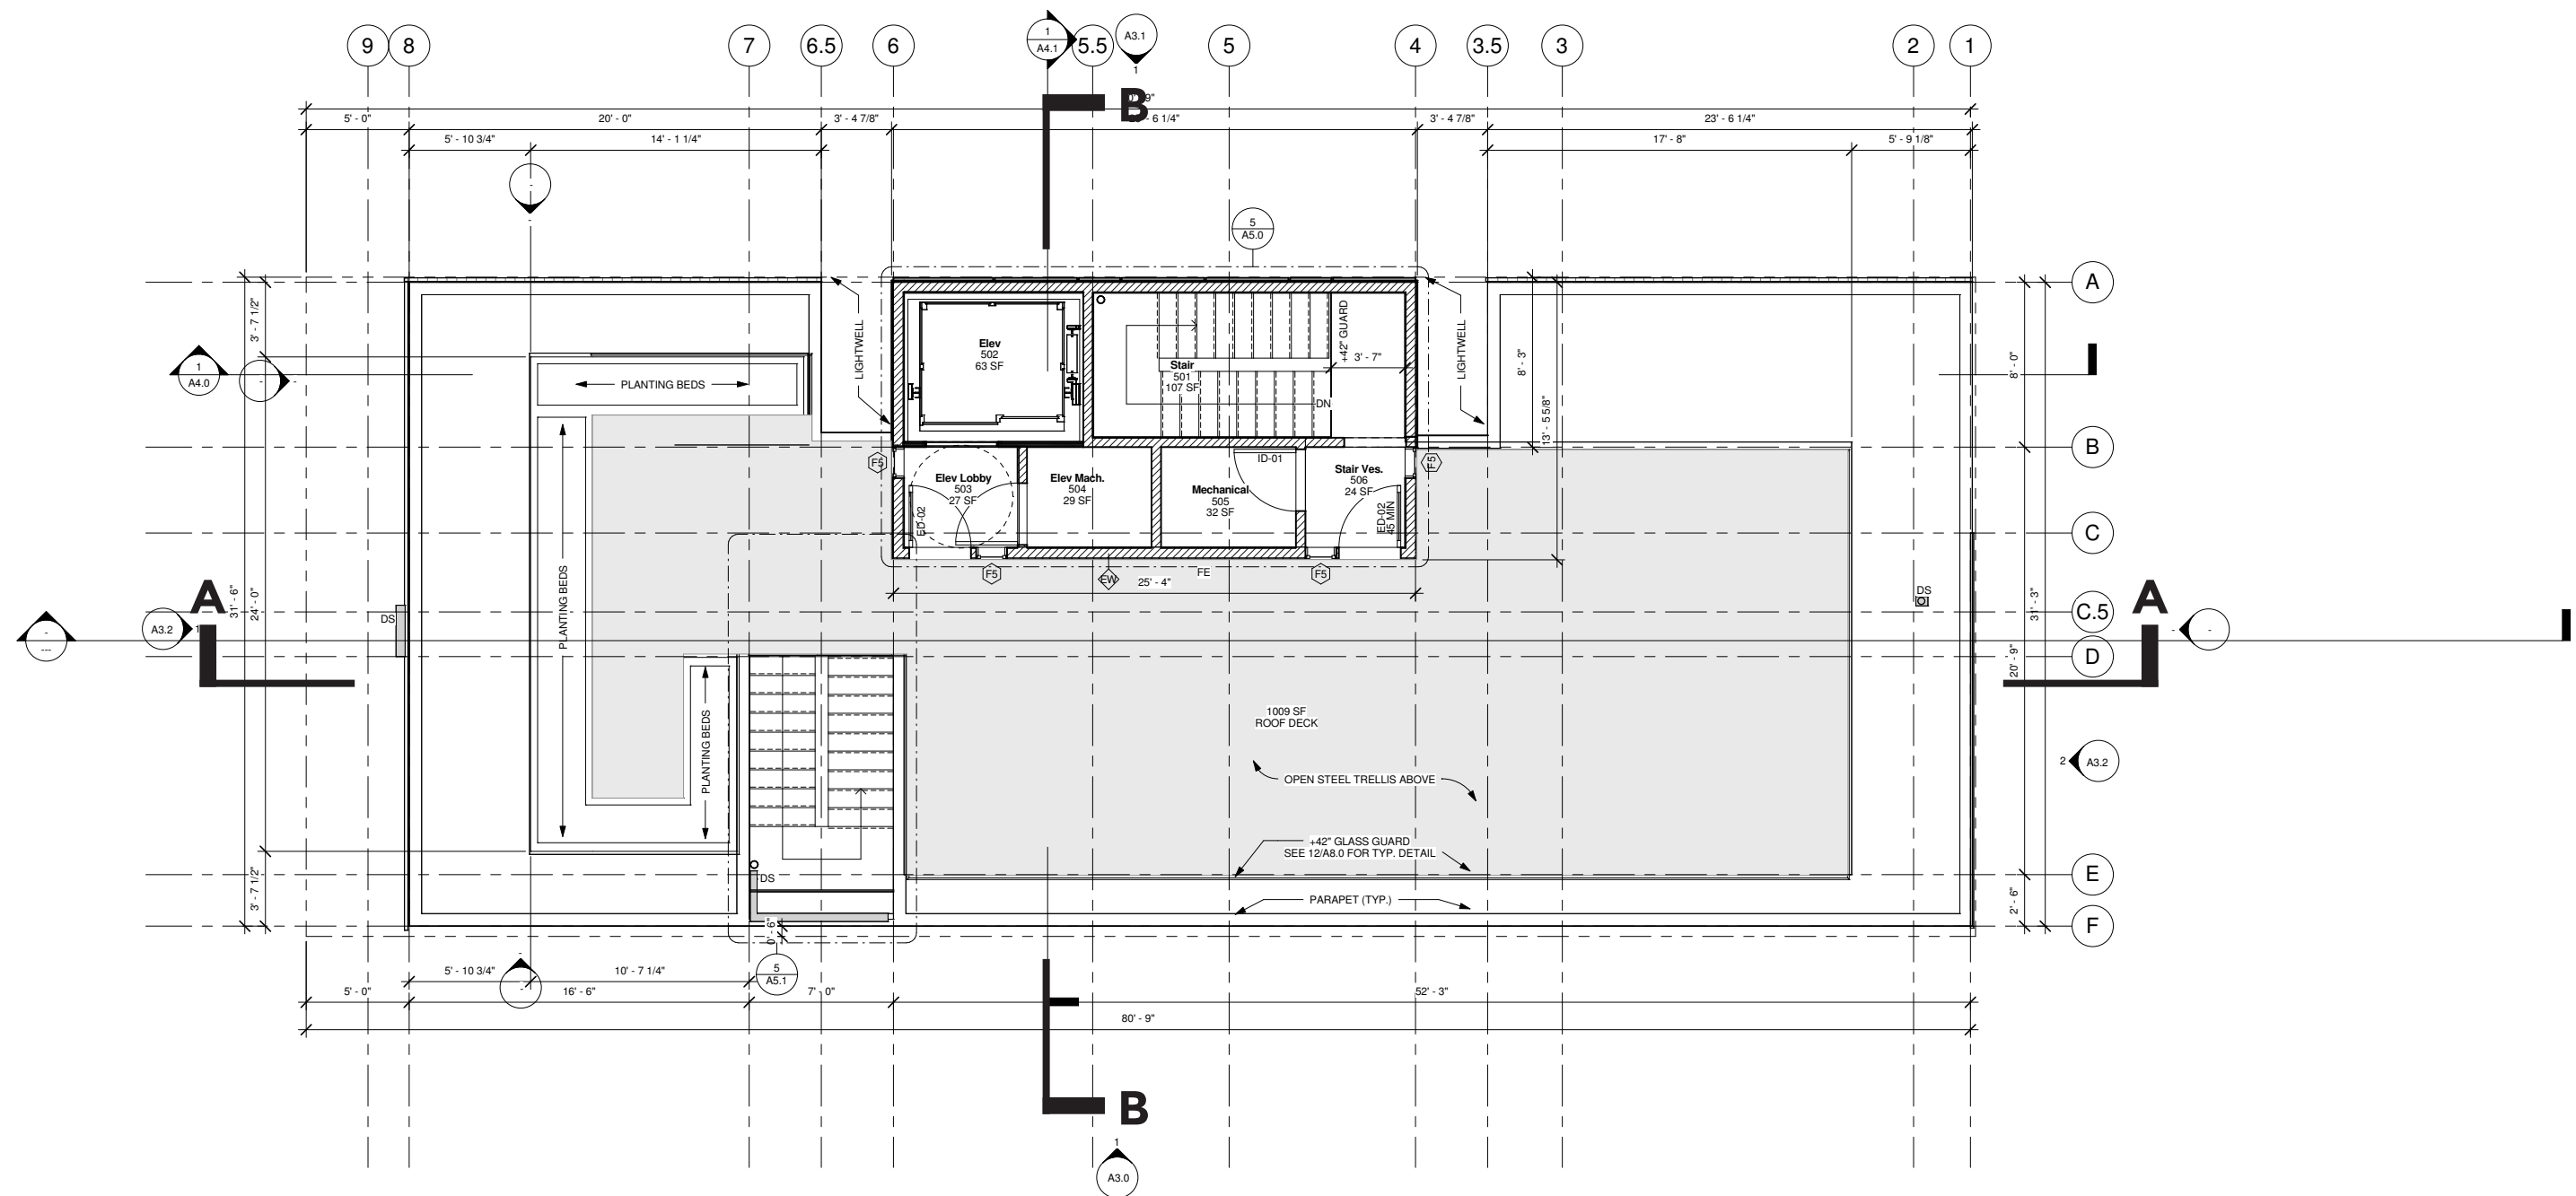 9
8
7
6.5
6
1
A4.1
5.5
A3.1
1
5
4
3.5
3
2
1
B
5' - 0"
20' - 0"
3' - 4 7/8"
3' - 4 7/8"
23' - 6 1/4"
5' - 10 3/4"
14' - 1 1/4"
17' - 8"
5' - 9 1/8"
-
-
5
A5.0
A
3' - 7 1/2"
LIGHTWELL
Elev
502
63 SF
+42" GUARD
3' - 7"
Stair
501
107 SF
DN
LIGHTWELL
8' - 3"
8' - 0"
1
A4.0
-
-
PLANTING BEDS
13' - 5 5/8"
B
F5
ID-01
F5
Elev Lobby
503
27 SF
Elev Mach.
504
29 SF
Mechanical
505
32 SF
Stair Ves.
506
24 SF
ED-02
ED-02
45 MIN
C
F5
EW
FE
F5
25' - 4"
A
31' - 6"
24' - 0"
PLANTING BEDS
DS
DS
31' - 3"
C.5
A
-
---
A3.2
1
-
-
D
20' - 9"
PLANTING BEDS
1009 SF
ROOF DECK
2
A3.2
OPEN STEEL TRELLIS ABOVE
+42" GLASS GUARD
SEE 12/A8.0 FOR TYP. DETAIL
DS
E
3' - 7 1/2"
PARAPET (TYP.)
2' - 6"
0' - 6"
F
-
-
5
A5.1
5' - 10 3/4"
10' - 7 1/4"
5' - 0"
16' - 6"
7' - 0"
52' - 3"
80' - 9"
B
1
A3.0